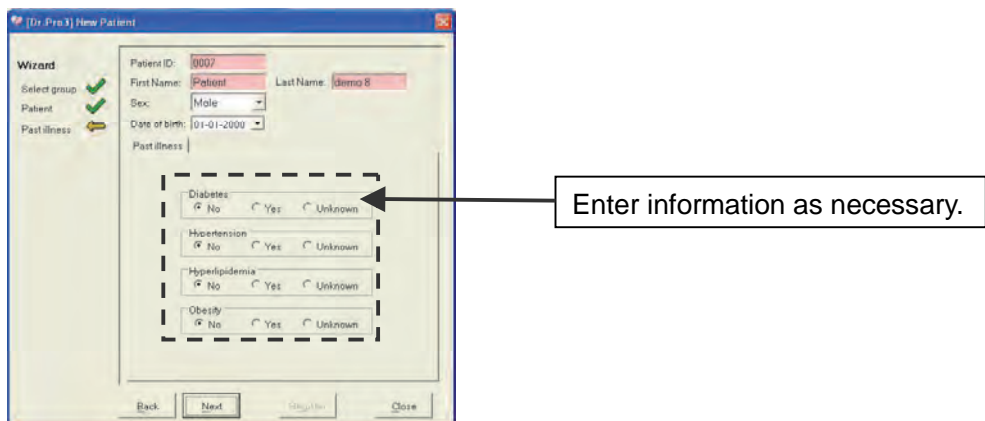 [Dr.Pro3] New Patient
Wizard
Select group
Patient
Past illness
Patient ID: 0007
First Name: Patient Last Name: demo 8
Sex: Male
Date of birth: 01-01-2000
Past illness
Diabetes
No Yes Unknown
Hypertension
No Yes Unknown
Hyperlipidemia
No Yes Unknown
Obesity
No Yes Unknown
Back Next Register Close
Enter information as necessary.